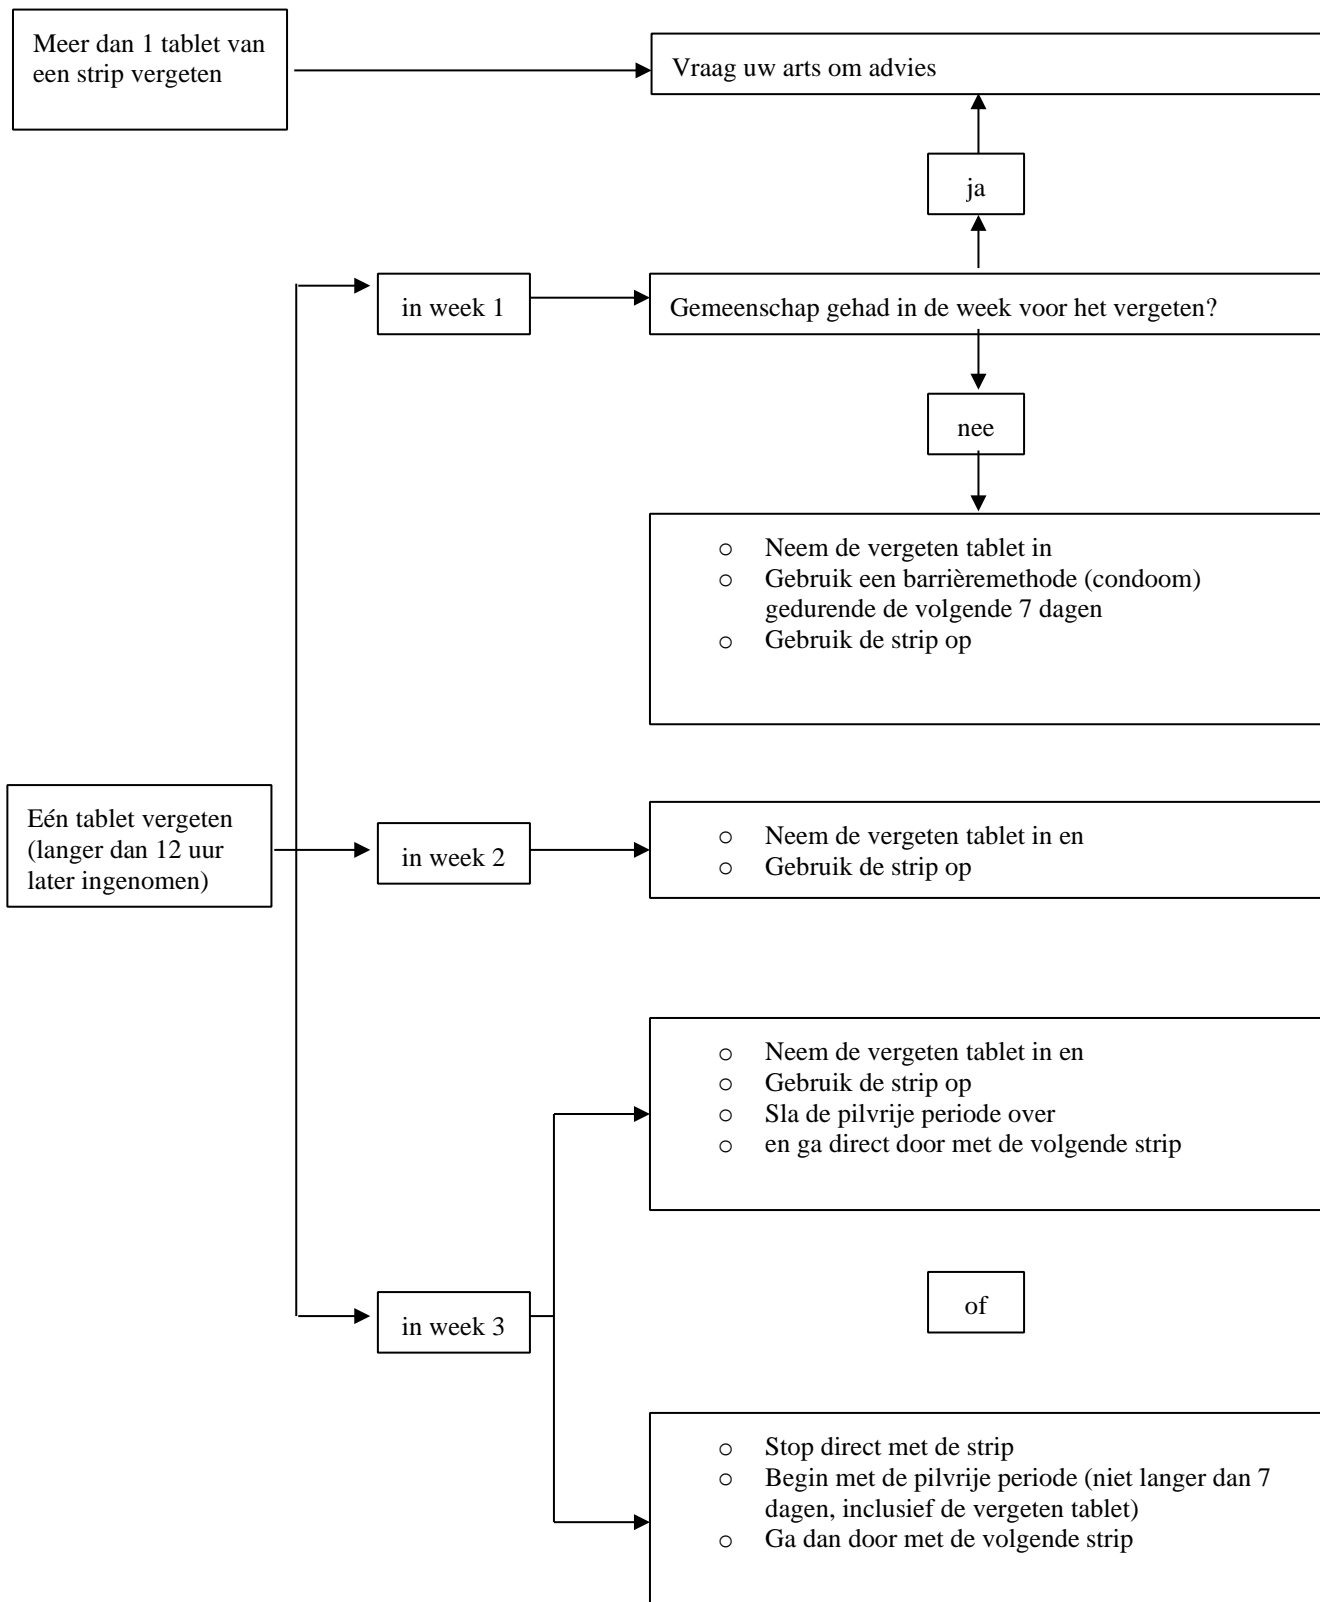 Meer dan 1 tablet van
een strip vergeten
Vraag uw arts om advies
ja
in week 1
Gemeenschap gehad in de week voor het vergeten?
nee
o Neem de vergeten tablet in
o Gebruik een barrièremethode (condoom)
gedurende de volgende 7 dagen
o Gebruik de strip op
Eén tablet vergeten
(langer dan 12 uur
later ingenomen)
in week 2
o Neem de vergeten tablet in en
o Gebruik de strip op
o Neem de vergeten tablet in en
o Gebruik de strip op
o Sla de pilvrije periode over
o en ga direct door met de volgende strip
of
in week 3
o Stop direct met de strip
o Begin met de pilvrije periode (niet langer dan 7
dagen, inclusief de vergeten tablet)
o Ga dan door met de volgende strip